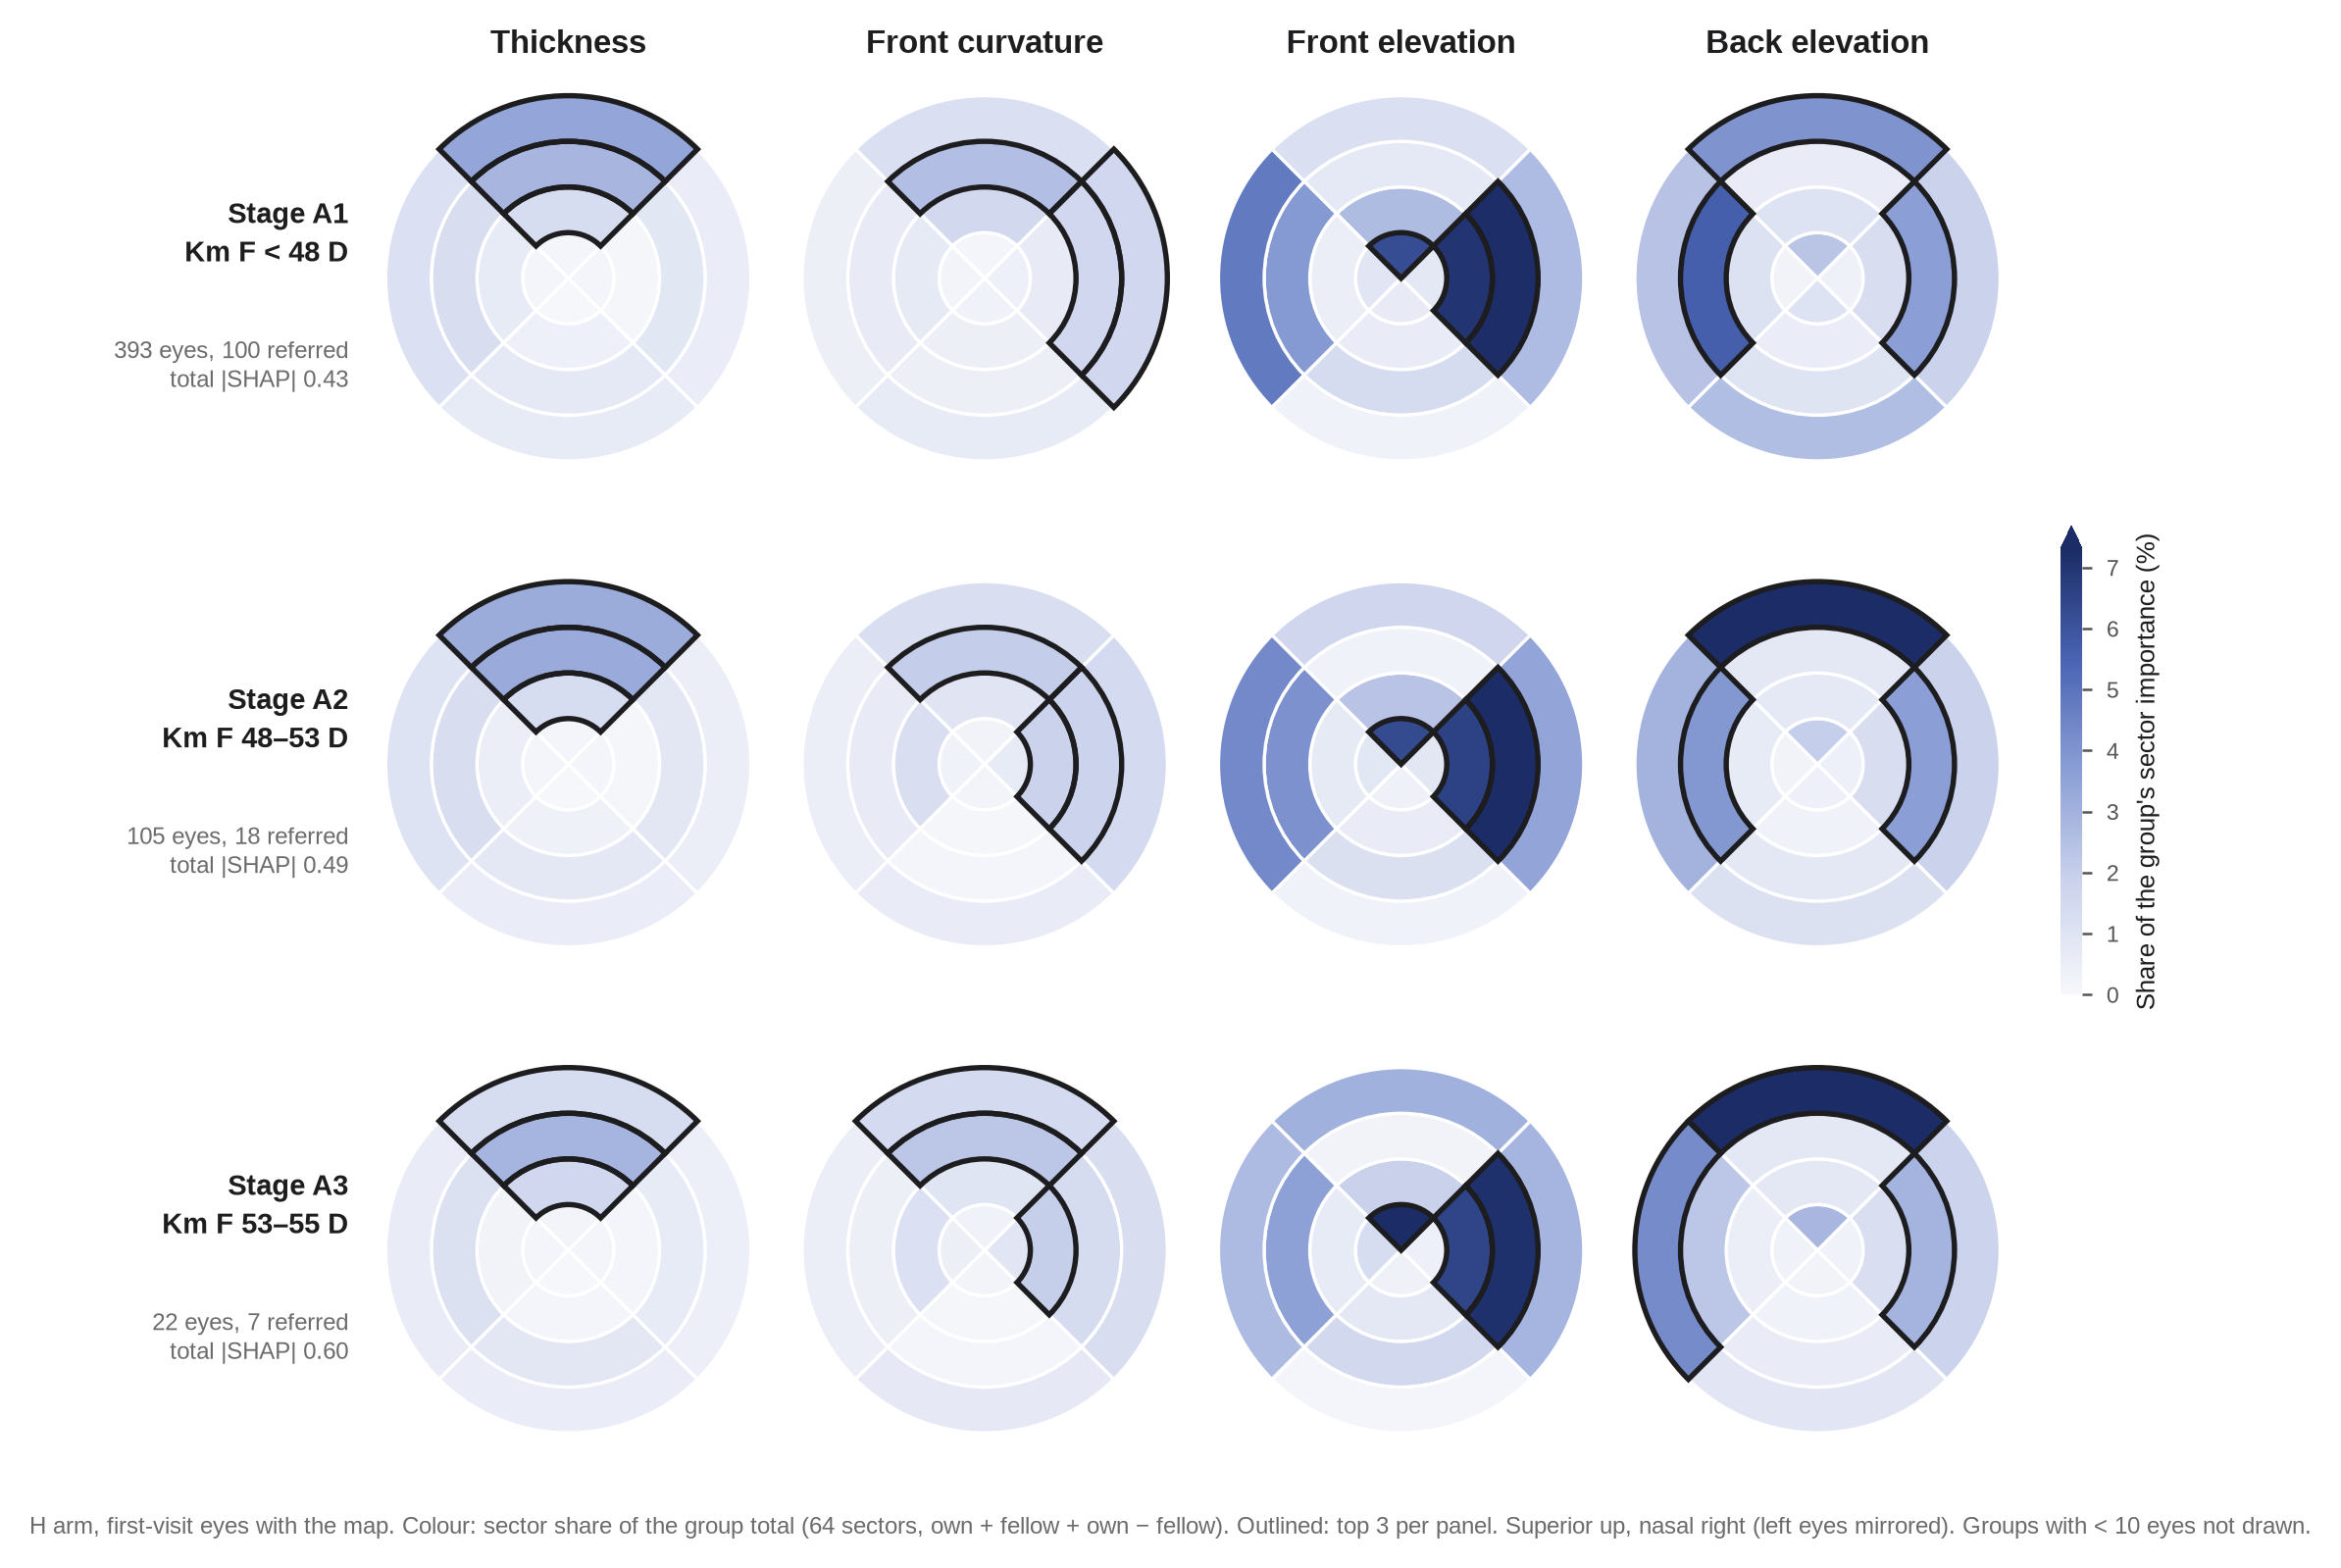 Thickness
Front curvature
Front elevation
Back elevation
Stage A1
Km F < 48 D
393 eyes, 100 referred
total |SHAP| 0.43
Stage A2
Km F 48–53 D
105 eyes, 18 referred
total |SHAP| 0.49
Stage A3
Km F 53–55 D
22 eyes, 7 referred
total |SHAP| 0.60
7
6
5
4
3
2
1
0
Share of the group's sector importance (%)
H arm, first-visit eyes with the map. Colour: sector share of the group total (64 sectors, own + fellow + own − fellow). Outlined: top 3 per panel. Superior up, nasal right (left eyes mirrored). Groups with < 10 eyes not drawn.